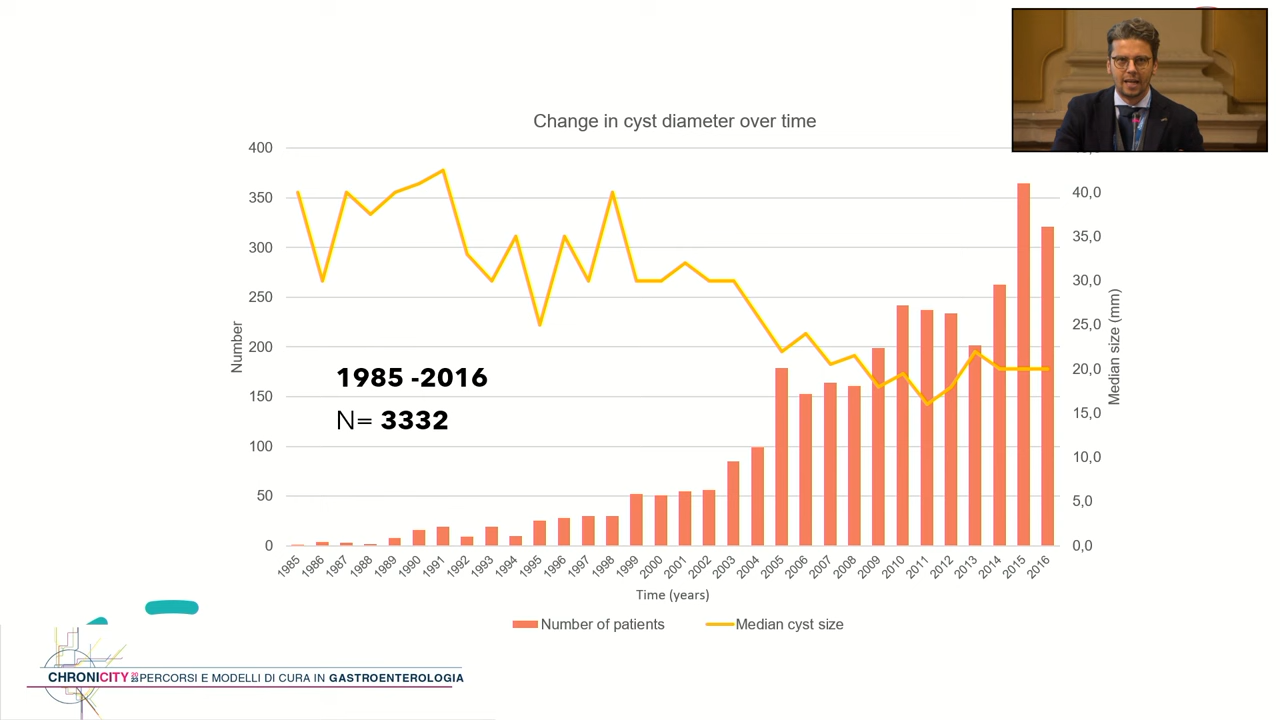 Change in cyst diameter over time
400
350
300
250
200
150
100
50
0
Number
40,0
35,0
30,0
25,0
20,0
15,0
10,0
5,0
0,0
Median size (mm)
1985 -2016
N= 3332
1985 1986 1987 1988 1989 1990 1991 1992 1993 1994 1995 1996 1997 1998 1999 2000 2001 2002 2003 2004 2005 2006 2007 2008 2009 2010 2011 2012 2013 2014 2015 2016
Time (years)
Number of patients Median cyst size
CHRONICITY 2023 PERCORSI E MODELLI DI CURA IN GASTROENTEROLOGIA